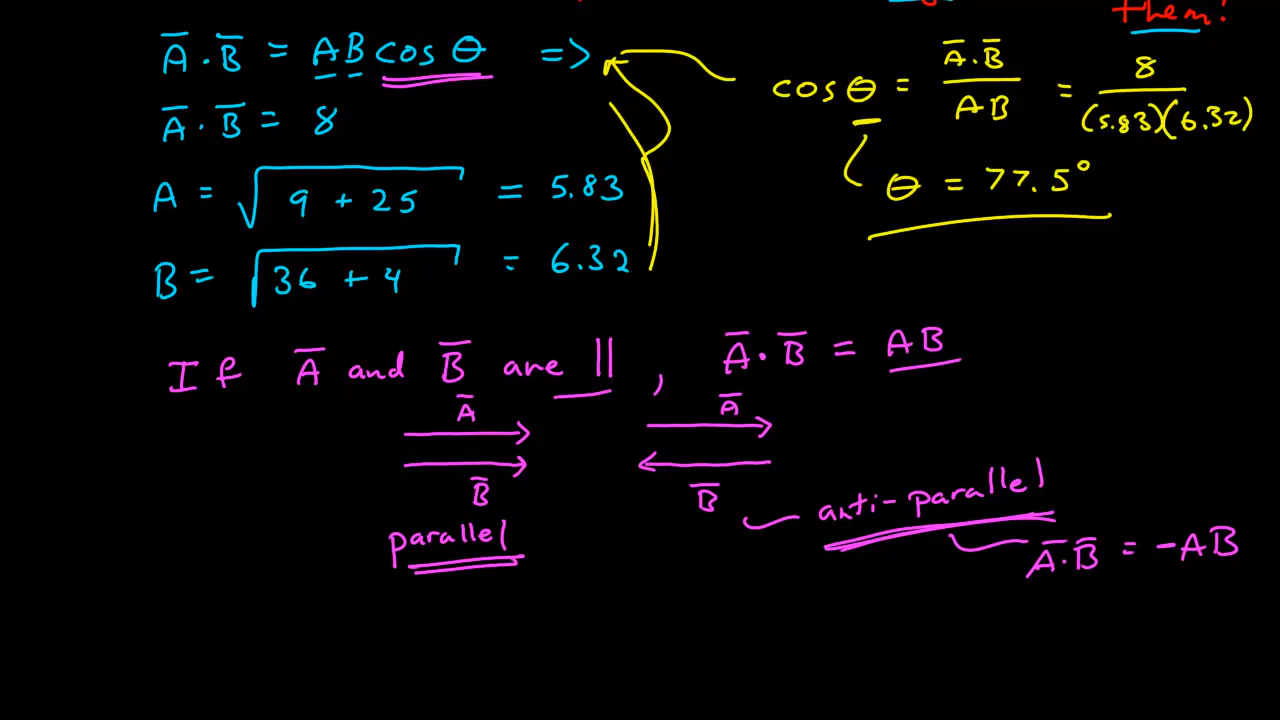 them!
A̅ · B̅ = AB cos θ =>
cos θ = A̅·B̅ / AB = 8 / (5.83)(6.32)
A̅ · B̅ = 8
θ = 77.5°
A = √9 + 25 = 5.83
B = √36 + 4 = 6.32
If A̅ and B̅ are ||, A̅ · B̅ = AB
A̅ A̅
B̅ B̅
parallel
anti-parallel
A̅·B̅ = -AB